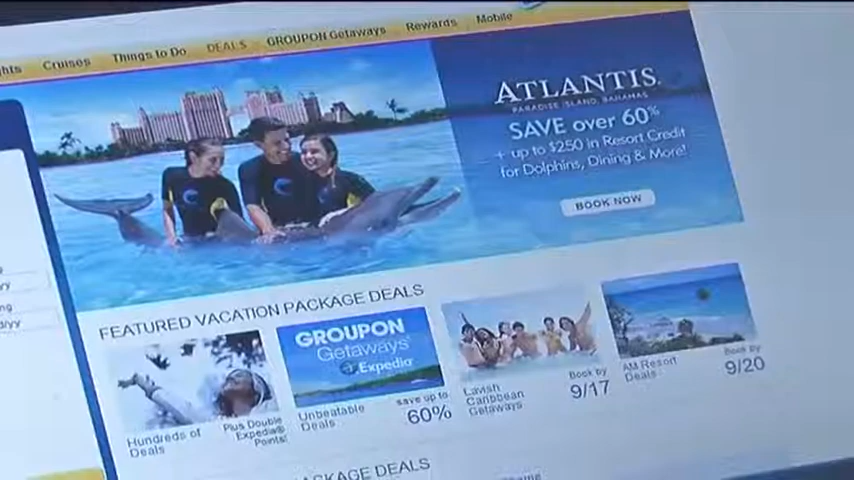 Cruises Things to Do DEALS GROUPON Getaways Rewards Mobile
ATLANTIS
PARADISE ISLAND, BAHAMAS
SAVE over 60%
+ up to $250 in Resort Credit
for Dolphins, Dining & More!
BOOK NOW
FEATURED VACATION PACKAGE DEALS
Hundreds of
Deals
Plus Double
Expedia®
Points!
GROUPON
Getaways
Expedia
Unbeatable
Deals
save up to
60%
Lavish
Caribbean
Getaways
Book by
9/17
AM Resort
Deals
Book by
9/20
PACKAGE DEALS